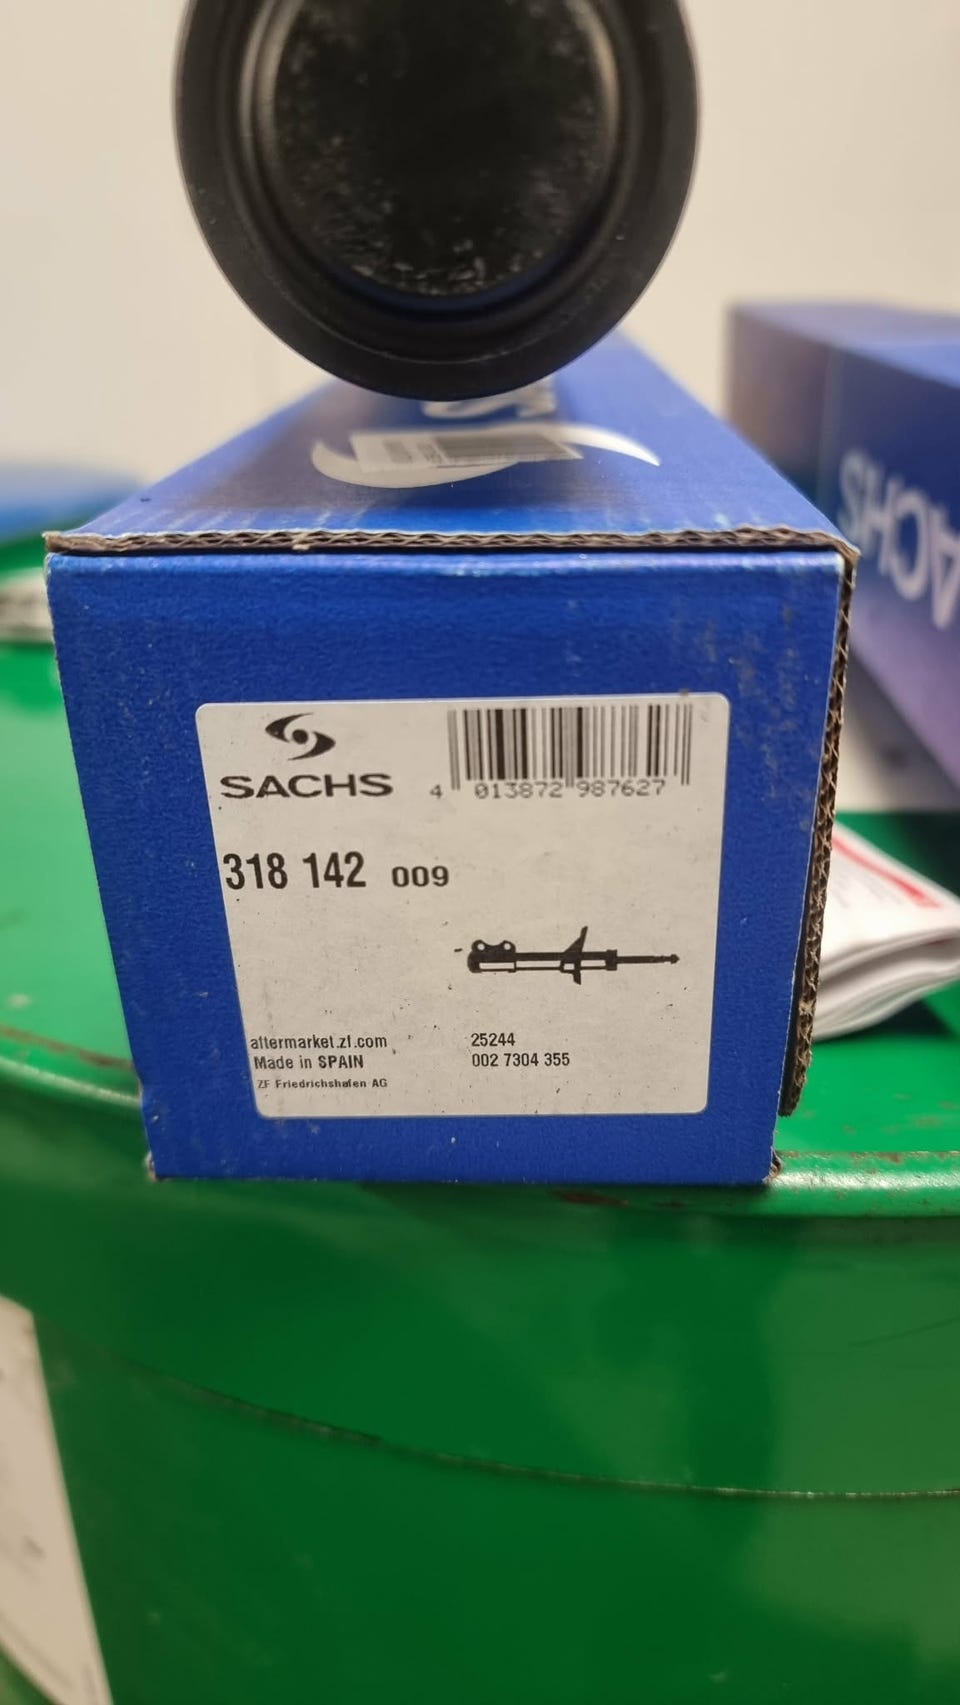 SACHS
SACHS
4 013872 987627
318 142 009
aftermarket.zf.com
Made in SPAIN
ZF Friedrichshafen AG
25244
002 7304 355